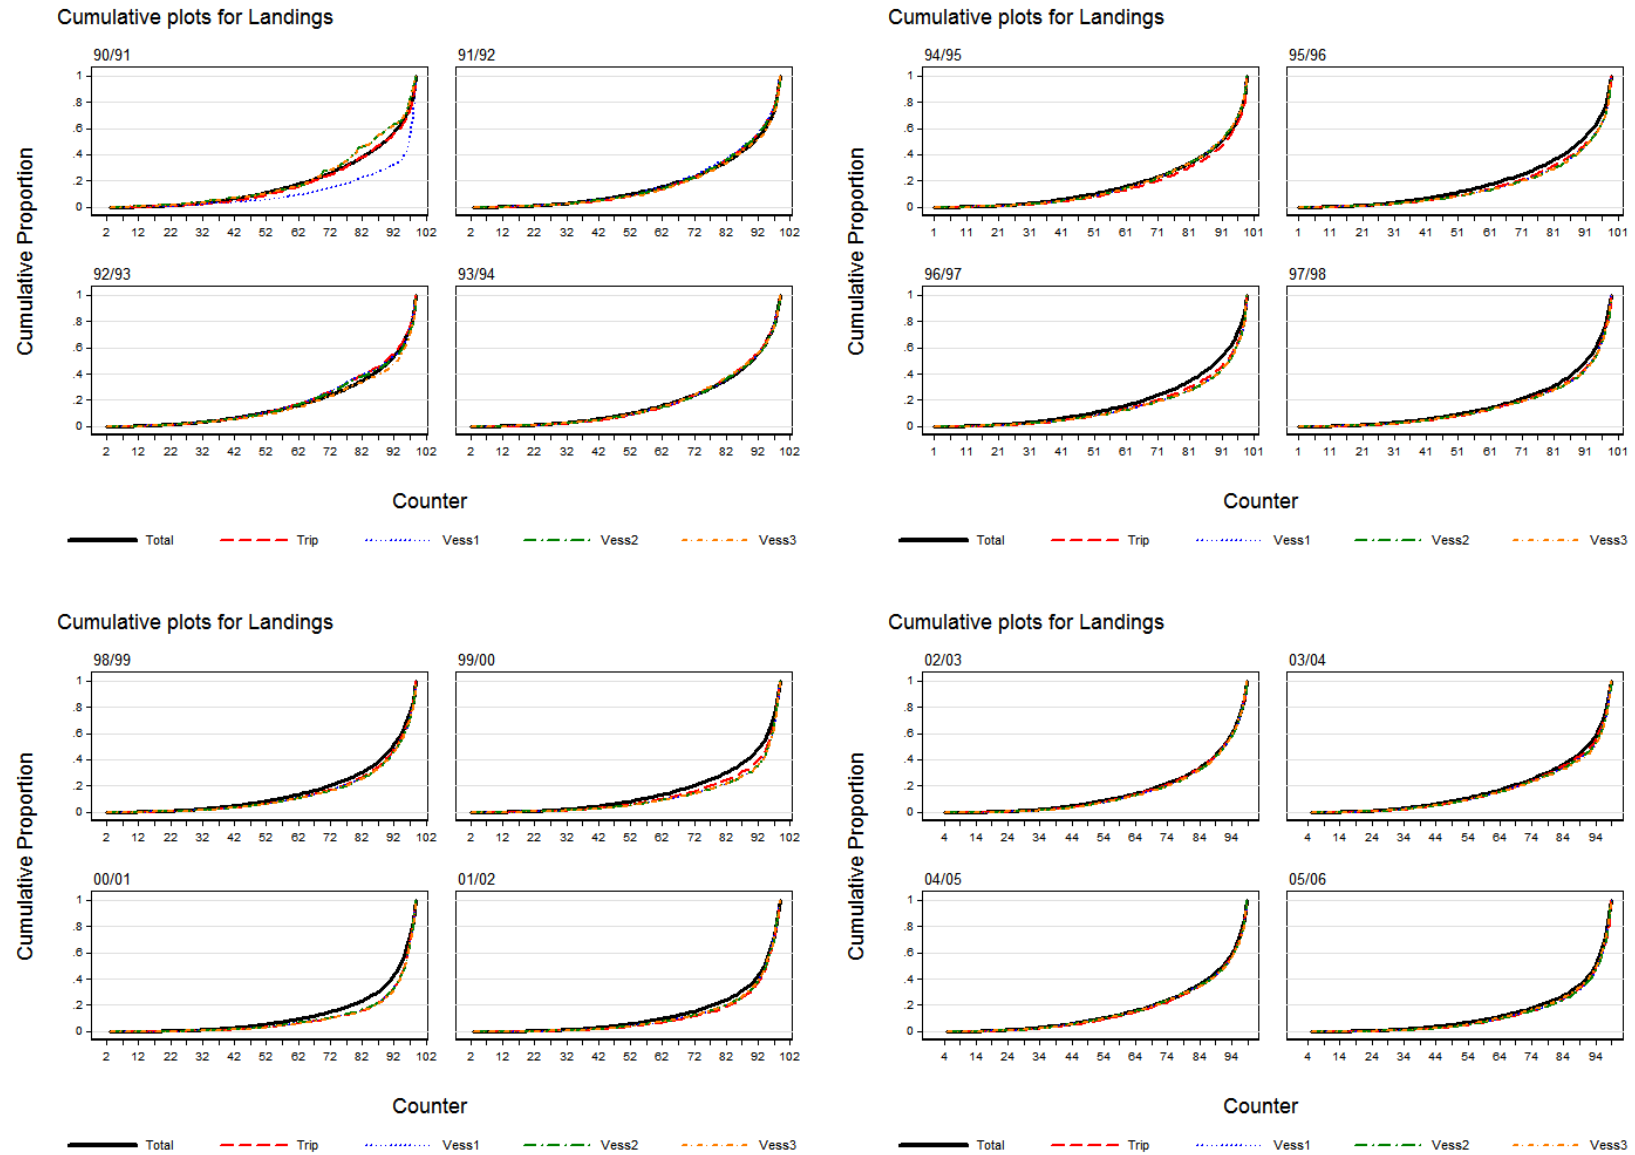 Cumulative plots for Landings
90/91
91/92
1
.8
.6
.4
.2
0
2 12 22 32 42 52 62 72 82 92 102
2 12 22 32 42 52 62 72 82 92 102
92/93
93/94
1
.8
.6
.4
.2
0
2 12 22 32 42 52 62 72 82 92 102
2 12 22 32 42 52 62 72 82 92 102
Cumulative Proportion
Counter
Total Trip Vess1 Vess2 Vess3
Cumulative plots for Landings
94/95
95/96
1
.8
.6
.4
.2
0
1 11 21 31 41 51 61 71 81 91 101
1 11 21 31 41 51 61 71 81 91 101
96/97
97/98
1
.8
.6
.4
.2
0
1 11 21 31 41 51 61 71 81 91 101
1 11 21 31 41 51 61 71 81 91 101
Cumulative Proportion
Counter
Total Trip Vess1 Vess2 Vess3
Cumulative plots for Landings
98/99
99/00
1
.8
.6
.4
.2
0
2 12 22 32 42 52 62 72 82 92 102
2 12 22 32 42 52 62 72 82 92 102
00/01
01/02
1
.8
.6
.4
.2
0
2 12 22 32 42 52 62 72 82 92 102
2 12 22 32 42 52 62 72 82 92 102
Cumulative Proportion
Counter
Total Trip Vess1 Vess2 Vess3
Cumulative plots for Landings
02/03
03/04
1
.8
.6
.4
.2
0
4 14 24 34 44 54 64 74 84 94
4 14 24 34 44 54 64 74 84 94
04/05
05/06
1
.8
.6
.4
.2
0
4 14 24 34 44 54 64 74 84 94
4 14 24 34 44 54 64 74 84 94
Cumulative Proportion
Counter
Total Trip Vess1 Vess2 Vess3